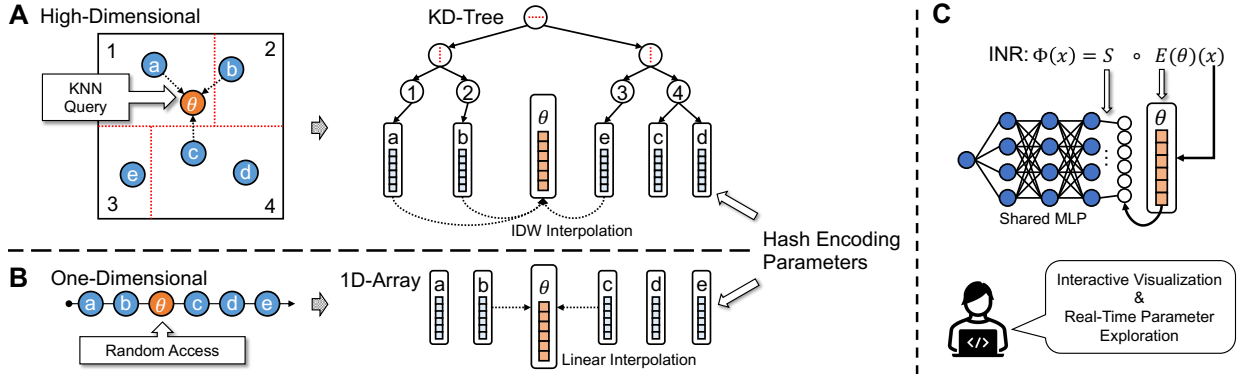 A High-Dimensional
1
2
a
b
KNN
Query
θ
c
e
d
3
4
KD-Tree
1
2
3
4
a
b
θ
e
c
d
IDW Interpolation
Hash Encoding
Parameters
B One-Dimensional
a b θ c d e
Random Access
1D-Array
a b θ c d e
Linear Interpolation
C
INR: Φ(x) = S ∘ E(θ)(x)
θ
Shared MLP
Interactive Visualization
&
Real-Time Parameter
Exploration
</>